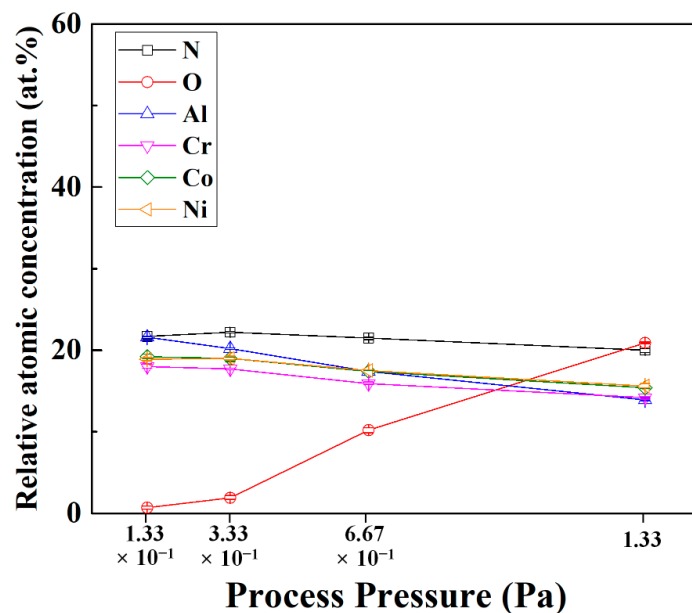 Relative atomic concentration (at.%)
60
40
20
0
N
O
Al
Cr
Co
Ni
1.33
× 10⁻¹
3.33
× 10⁻¹
6.67
× 10⁻¹
1.33
Process Pressure (Pa)